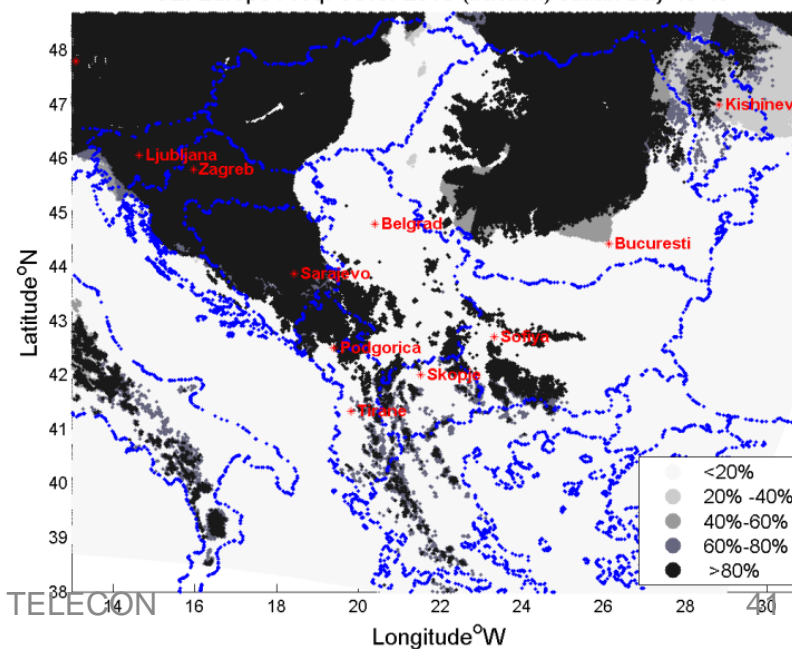 48
47
46
45
44
43
42
41
40
39
38
Latitude°N
Ljubljana
Zagreb
Kishinev
Belgrad
Bucuresti
Sarajevo
Sofiya
Podgorica
Skopje
Tirane
<20%
20% -40%
40%-60%
60%-80%
>80%
14 16 18 20 22 24 26 28 30
TELECON
41
Longitude°W